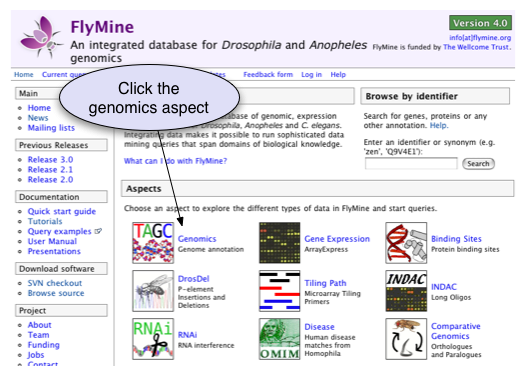 FlyMine
An integrated database for Drosophila and Anopheles
genomics
Version 4.0
info[at]flymine.org
FlyMine is funded by The Wellcome Trust.
Home Current que tes Feedback form Log in Help
Click the
genomics aspect
Main
Home
News
Mailing lists
Previous Releases
Release 3.0
Release 2.1
Release 2.0
Documentation
Quick start guide
Tutorials
Query examples
User Manual
Presentations
Download software
SVN checkout
Browse source
Project
About
Team
Funding
Jobs
Contact
base of genomic, expression
Drosophila, Anopheles and C. elegans.
Integrating data makes it possible to run sophisticated data
mining queries that span domains of biological knowledge.
What can I do with FlyMine?
Browse by identifier
Search for genes, proteins or any
other annotation. Help.
Enter an identifier or synonym (e.g.
'zen', 'Q9V4E1'):
Search
Aspects
Choose an aspect to explore the different types of data in FlyMine and start queries.
TAGC
Genomics
Genome annotation
Gene Expression
ArrayExpress
Binding Sites
Protein binding sites
DrosDel
P-element
Insertions and
Deletions
Tiling Path
Microarray Tiling
Primers
INDAC
INDAC
Long Oligos
RNAi
RNAi
RNA interference
OMIM
Disease
Human disease
matches from
Homophila
Comparative
Genomics
Orthologues
and Paralogues